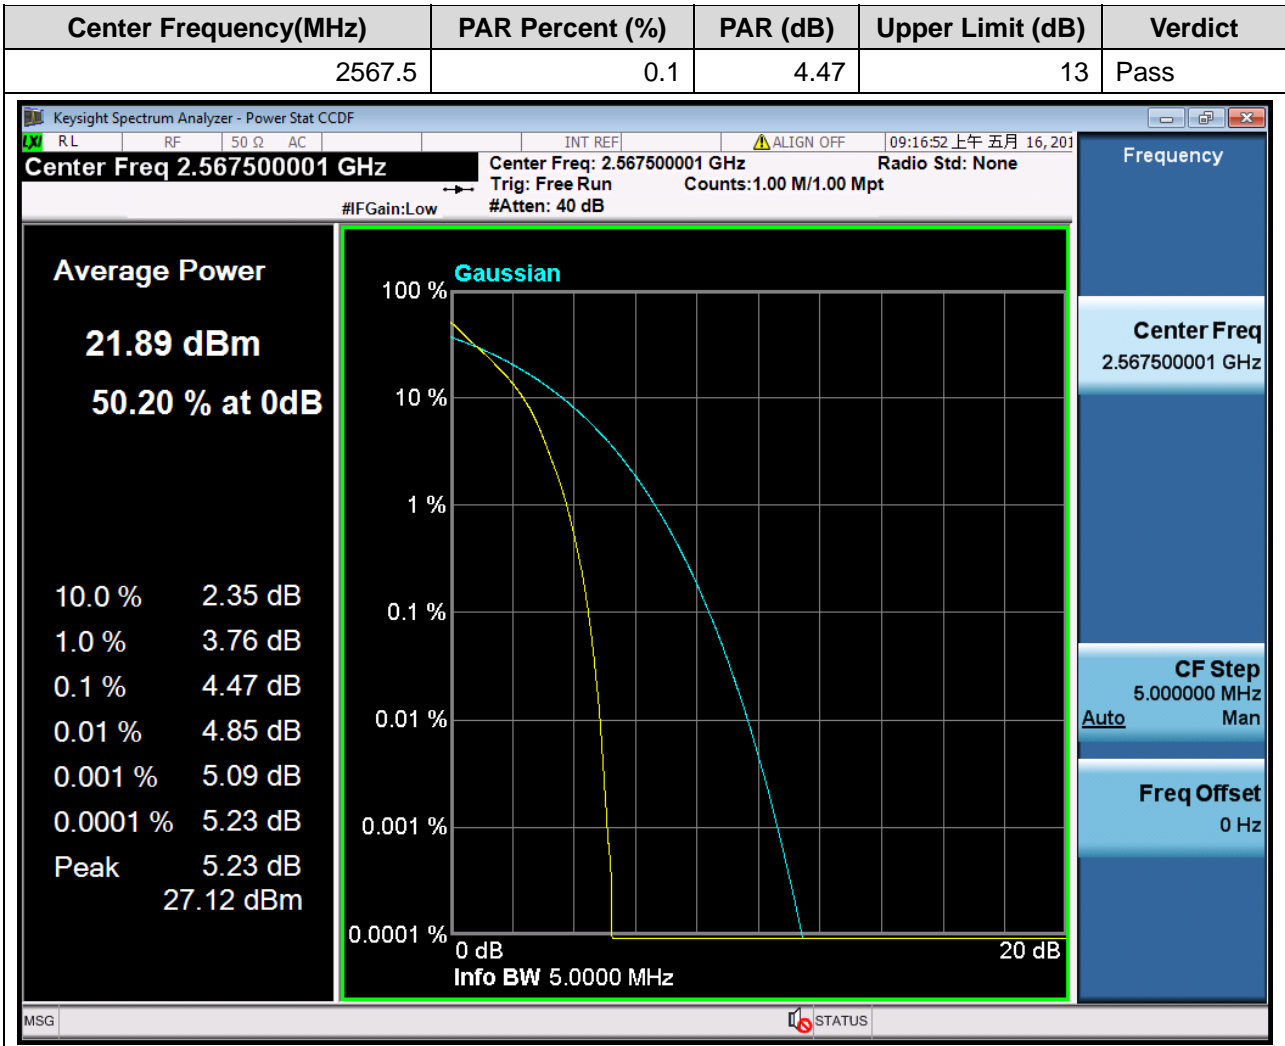 Center Frequency(MHz) PAR Percent (%) PAR (dB) Upper Limit (dB) Verdict
2567.5 0.1 4.47 13 Pass
Keysight Spectrum Analyzer - Power Stat CCDF
LXI RL RF 50 Ω AC INT REF ALIGN OFF 09:16:52 上午 五月 16, 201
Center Freq 2.567500001 GHz
Center Freq: 2.567500001 GHz Radio Std: None
Trig: Free Run Counts:1.00 M/1.00 Mpt
#IFGain:Low #Atten: 40 dB
Frequency
Average Power
21.89 dBm
50.20 % at 0dB
10.0 % 2.35 dB
1.0 % 3.76 dB
0.1 % 4.47 dB
0.01 % 4.85 dB
0.001 % 5.09 dB
0.0001 % 5.23 dB
Peak 5.23 dB
27.12 dBm
Gaussian
100 %
10 %
1 %
0.1 %
0.01 %
0.001 %
0.0001 %
0 dB 20 dB
Info BW 5.0000 MHz
Center Freq
2.567500001 GHz
CF Step
5.000000 MHz
Auto Man
Freq Offset
0 Hz
MSG STATUS